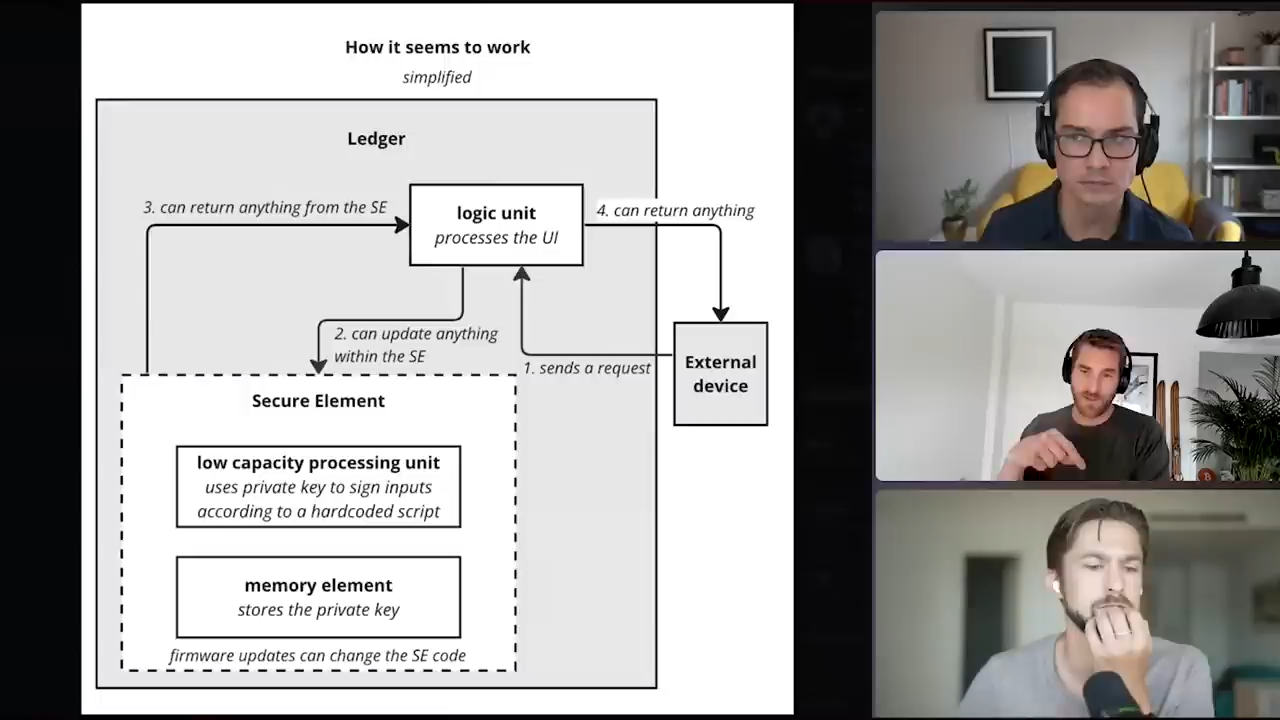 How it seems to work
simplified
Ledger
3. can return anything from the SE
logic unit
processes the UI
4. can return anything
2. can update anything
within the SE
1. sends a request
External
device
Secure Element
low capacity processing unit
uses private key to sign inputs
according to a hardcoded script
memory element
stores the private key
firmware updates can change the SE code